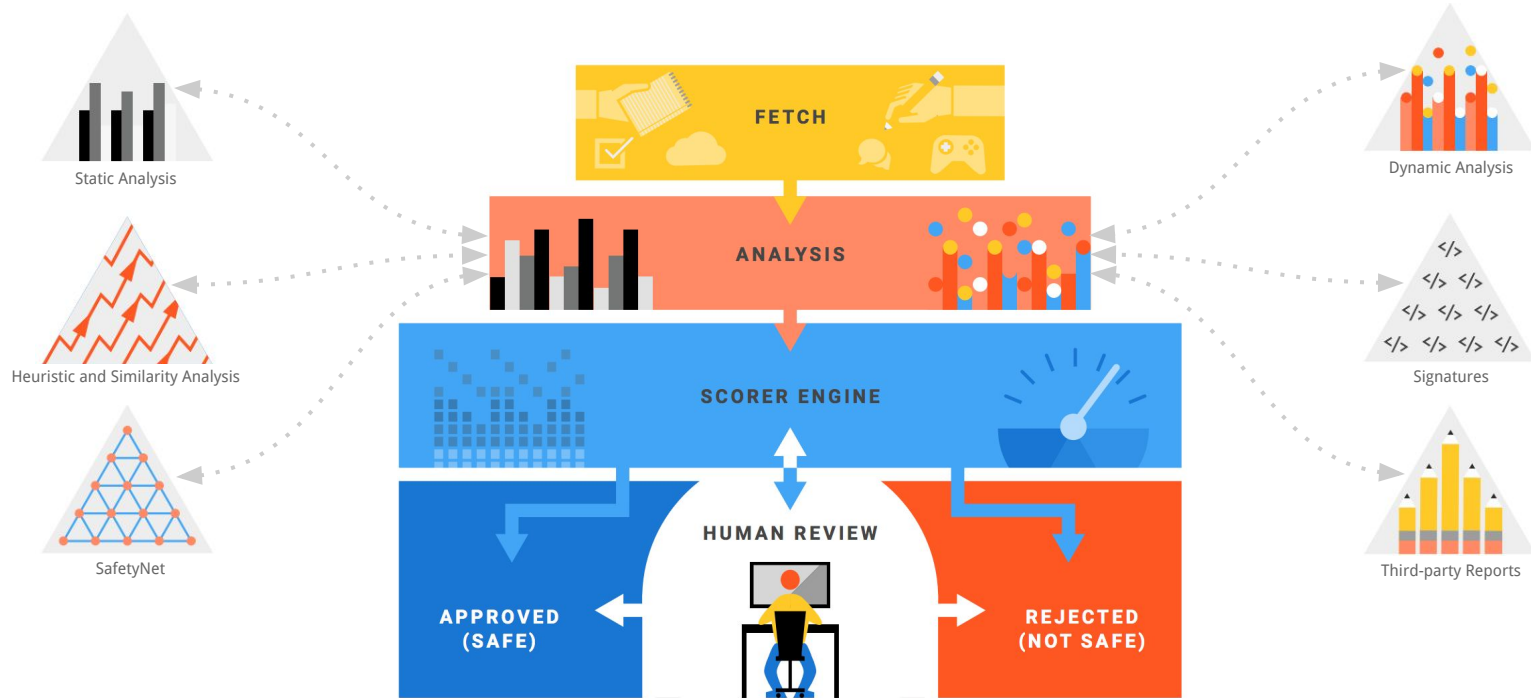 FETCH
ANALYSIS
SCORER ENGINE
HUMAN REVIEW
APPROVED
(SAFE)
REJECTED
(NOT SAFE)
Static Analysis
Heuristic and Similarity Analysis
SafetyNet
Dynamic Analysis
</>
</> </>
</> </> </>
</> </> </> </>
Signatures
Third-party Reports